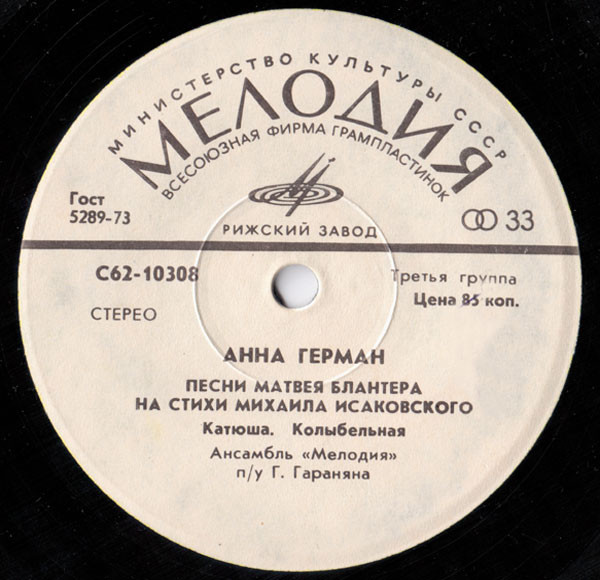 МИНИСТЕРСТВО КУЛЬТУРЫ СССР
МЕЛОДИЯ
ВСЕСОЮЗНАЯ ФИРМА ГРАМПЛАСТИНОК
Гост
5289-73
33
РИЖСКИЙ ЗАВОД
С62-10308
Третья группа
Цена 85 коп.
СТЕРЕО
АННА ГЕРМАН
ПЕСНИ МАТВЕЯ БЛАНТЕРА
НА СТИХИ МИХАИЛА ИСАКОВСКОГО
Катюша. Колыбельная
Ансамбль «Мелодия»
п/у Г. Гараняна